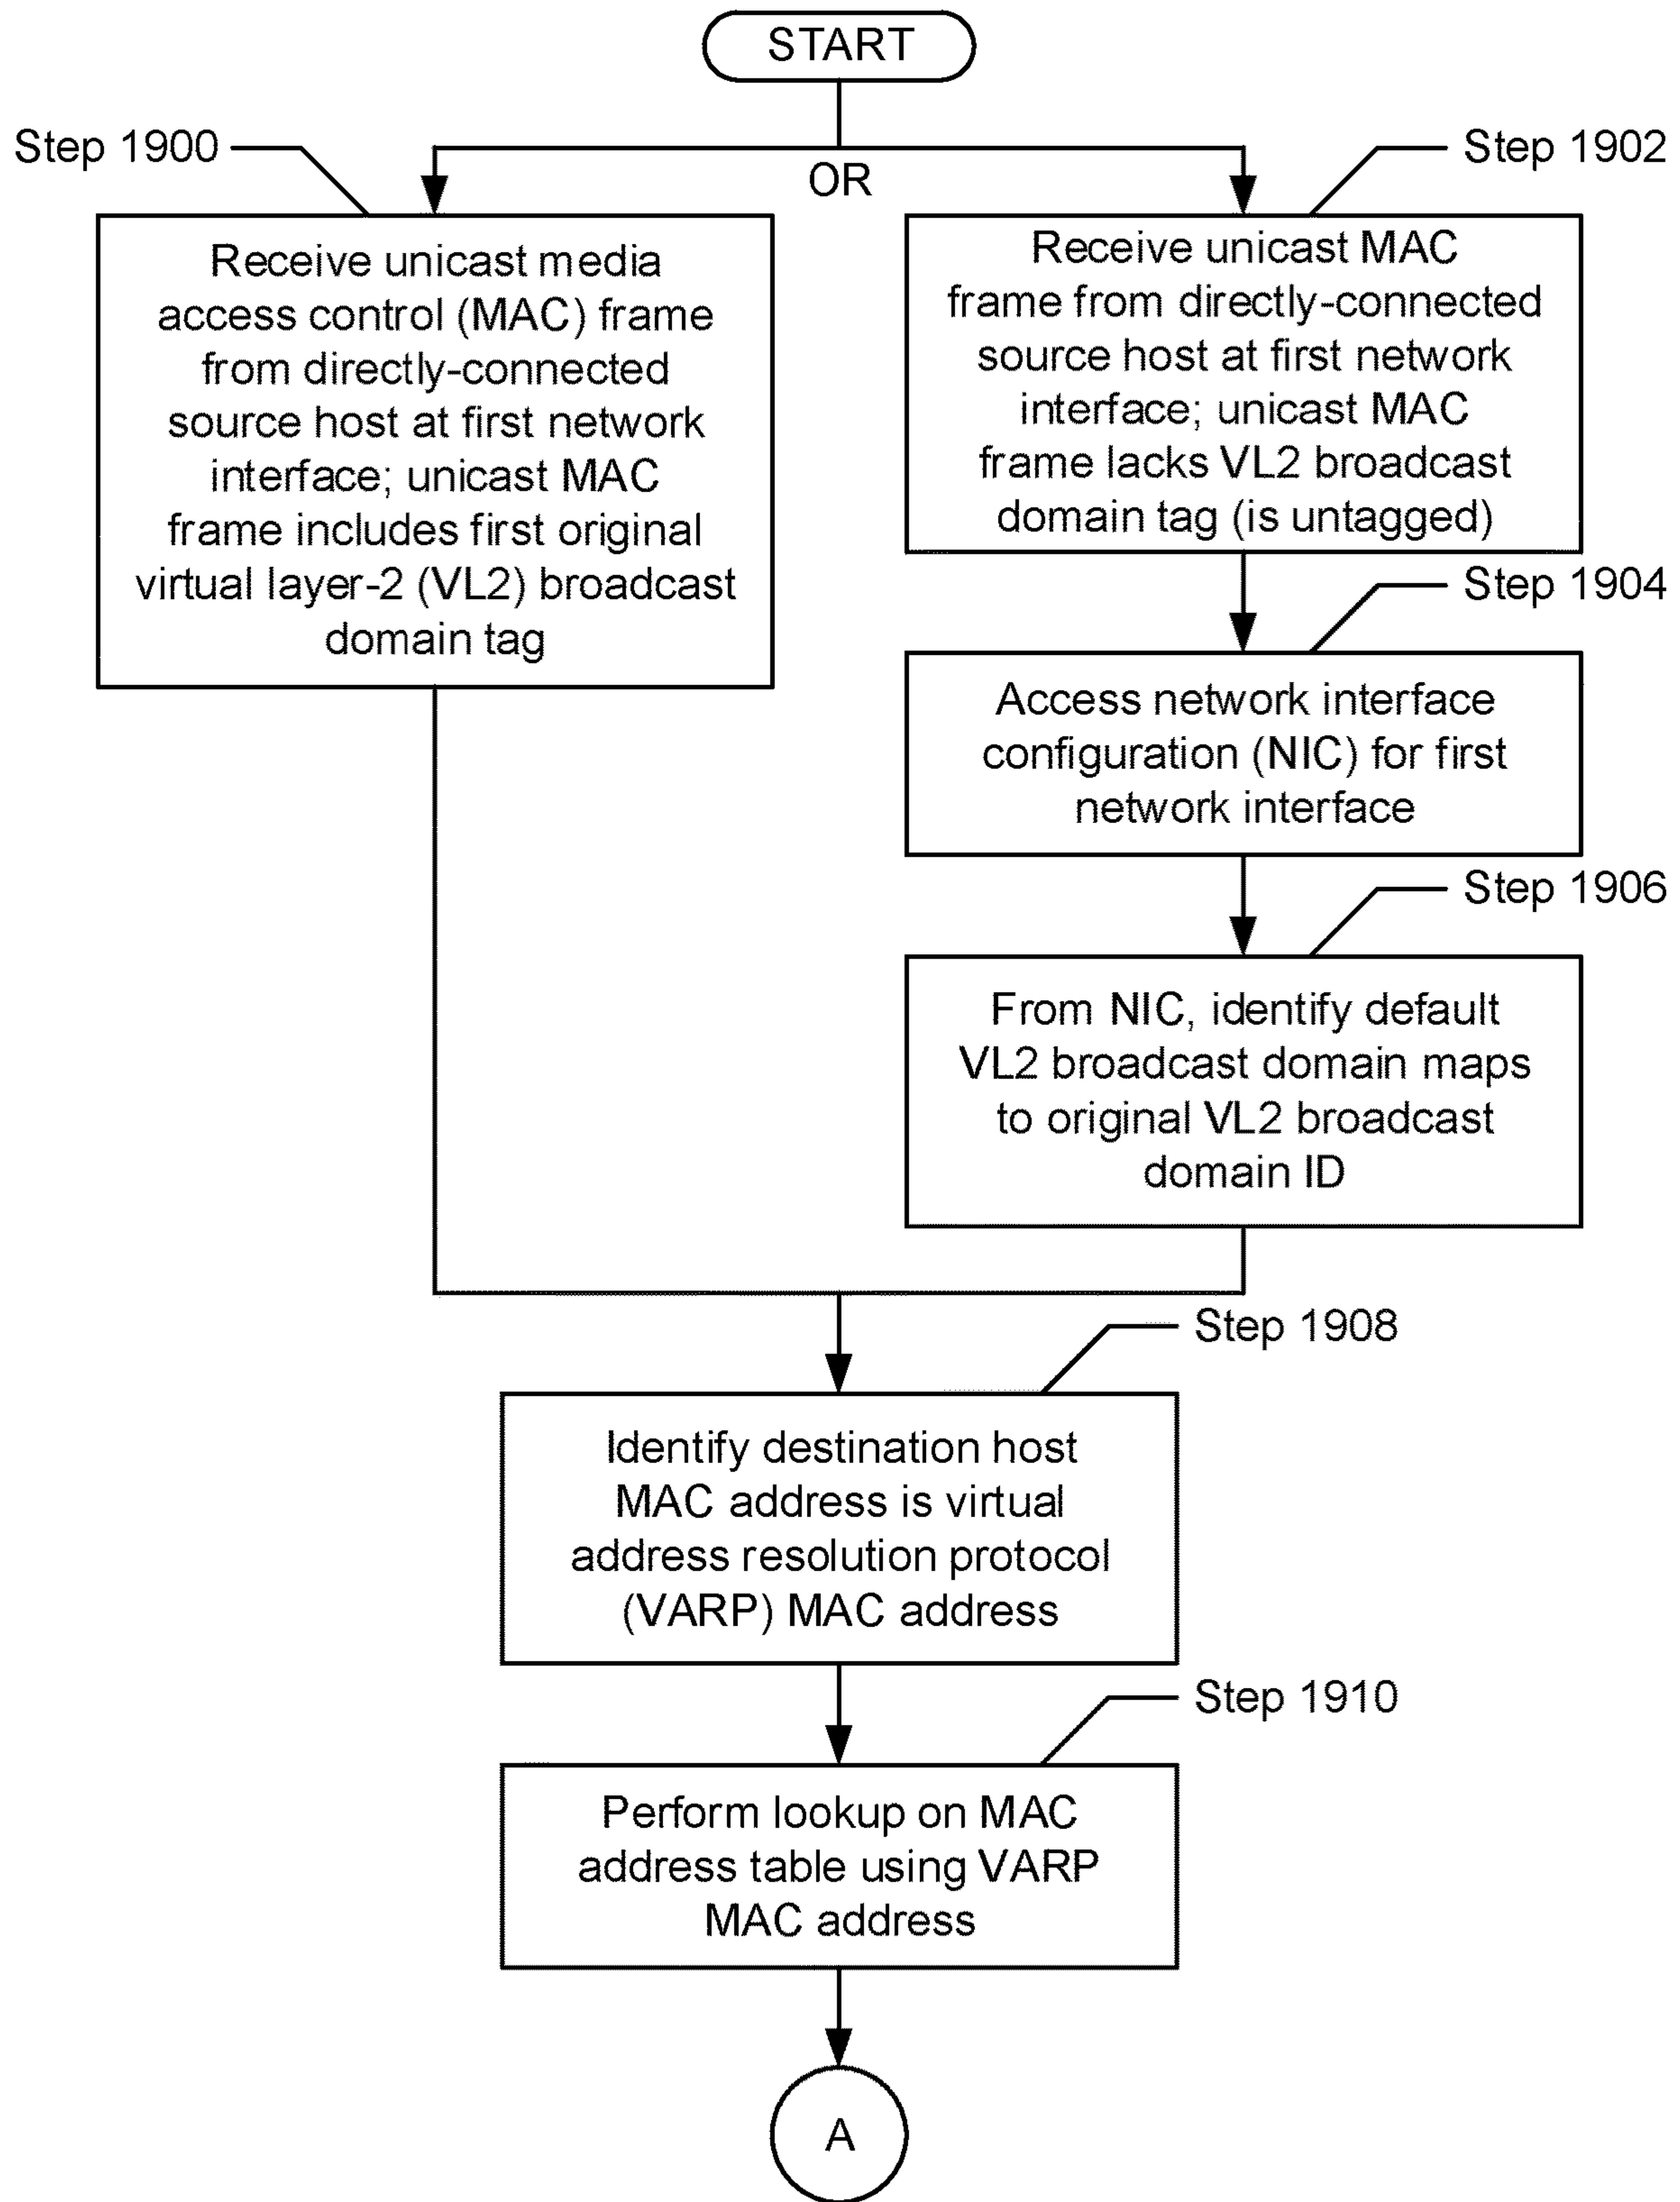 START
OR
Step 1900
Receive unicast media
access control (MAC) frame
from directly-connected
source host at first network
interface; unicast MAC
frame includes first original
virtual layer-2 (VL2) broadcast
domain tag
Step 1902
Receive unicast MAC
frame from directly-connected
source host at first network
interface; unicast MAC
frame lacks VL2 broadcast
domain tag (is untagged)
Step 1904
Access network interface
configuration (NIC) for first
network interface
Step 1906
From NIC, identify default
VL2 broadcast domain maps
to original VL2 broadcast
domain ID
Step 1908
Identify destination host
MAC address is virtual
address resolution protocol
(VARP) MAC address
Step 1910
Perform lookup on MAC
address table using VARP
MAC address
A